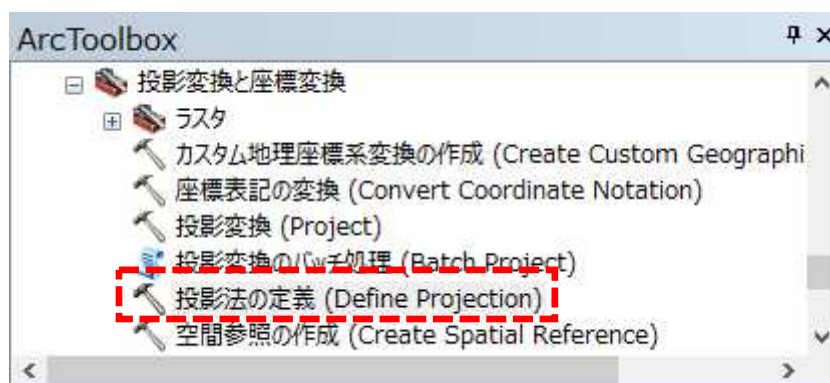 ArcToolbox
投影変換と座標変換
ラスタ
カスタム地理座標系変換の作成 (Create Custom Geographi
座標表記の変換 (Convert Coordinate Notation)
投影変換 (Project)
投影変換のバッチ処理 (Batch Project)
投影法の定義 (Define Projection)
空間参照の作成 (Create Spatial Reference)